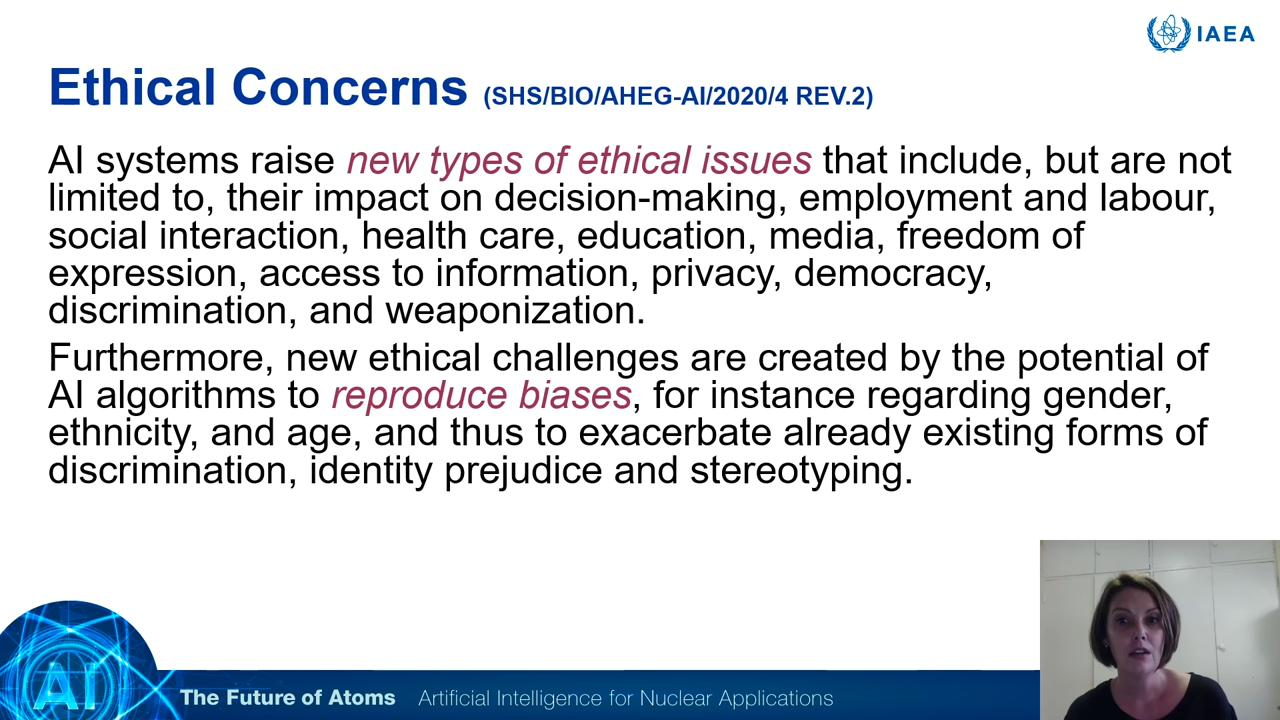 IAEA
Ethical Concerns (SHS/BIO/AHEG-AI/2020/4 REV.2)
AI systems raise new types of ethical issues that include, but are not
limited to, their impact on decision-making, employment and labour,
social interaction, health care, education, media, freedom of
expression, access to information, privacy, democracy,
discrimination, and weaponization.
Furthermore, new ethical challenges are created by the potential of
AI algorithms to reproduce biases, for instance regarding gender,
ethnicity, and age, and thus to exacerbate already existing forms of
discrimination, identity prejudice and stereotyping.
AI
The Future of Atoms Artificial Intelligence for Nuclear Applications